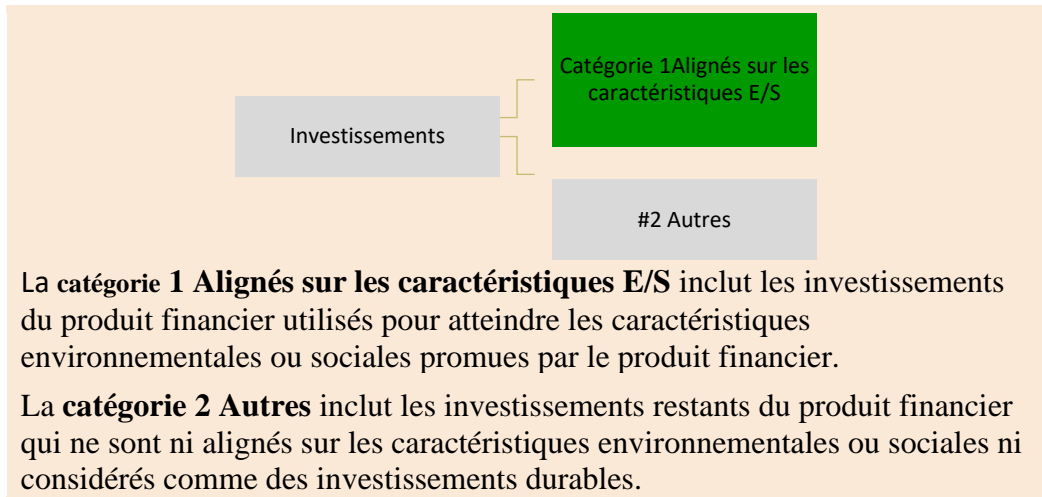 Catégorie 1Alignés sur les
caractéristiques E/S
Investissements
#2 Autres
La catégorie 1 Alignés sur les caractéristiques E/S inclut les investissements
du produit financier utilisés pour atteindre les caractéristiques
environnementales ou sociales promues par le produit financier.
La catégorie 2 Autres inclut les investissements restants du produit financier
qui ne sont ni alignés sur les caractéristiques environnementales ou sociales ni
considérés comme des investissements durables.